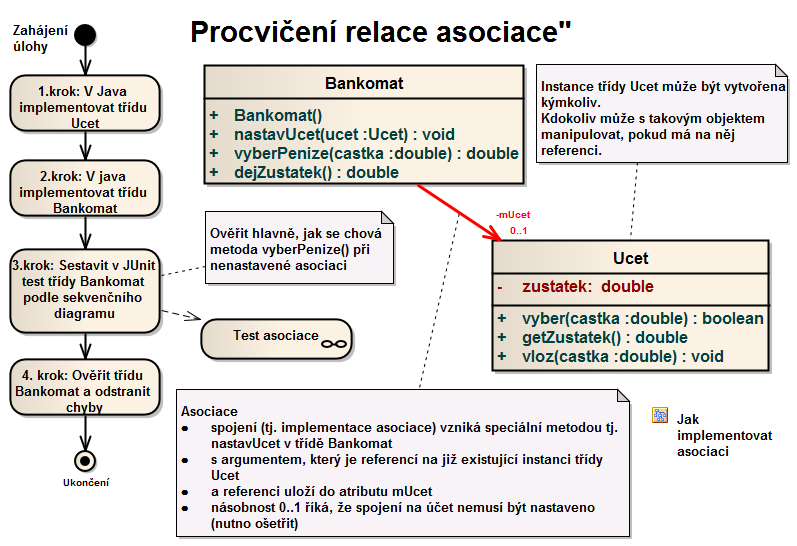 Procvičení relace asociace"
Zahájení
úlohy
1.krok: V Java
implementovat třídu
Ucet
2.krok: V java
implementovat třídu
Bankomat
3.krok: Sestavit v JUnit
test třídy Bankomat
podle sekvenčního
diagramu
4. krok: Ověřit třídu
Bankomat a odstranit
chyby
Ukončení
Bankomat
+ Bankomat()
+ nastavUcet(ucet :Ucet) : void
+ vyberPenize(castka :double) : double
+ dejZustatek() : double
Instance třídy Ucet může být vytvořena
kýmkoliv.
Kdokoliv může s takovým objektem
manipulovat, pokud má na něj
referenci.
-mUcet
0..1
Ověřit hlavně, jak se chová
metoda vyberPenize() při
nenastavené asociaci
Test asociace
Ucet
- zustatek: double
+ vyber(castka :double) : boolean
+ getZustatek() : double
+ vloz(castka :double) : void
Asociace
● spojení (tj. implementace asociace) vzniká speciální metodou tj.
nastavUcet v třídě Bankomat
● s argumentem, který je referencí na již existující instanci třídy
Ucet
● a referenci uloží do atributu mUcet
● násobnost 0..1 říká, že spojení na účet nemusí být nastaveno
(nutno ošetřit)
Jak
implementovat
asociaci